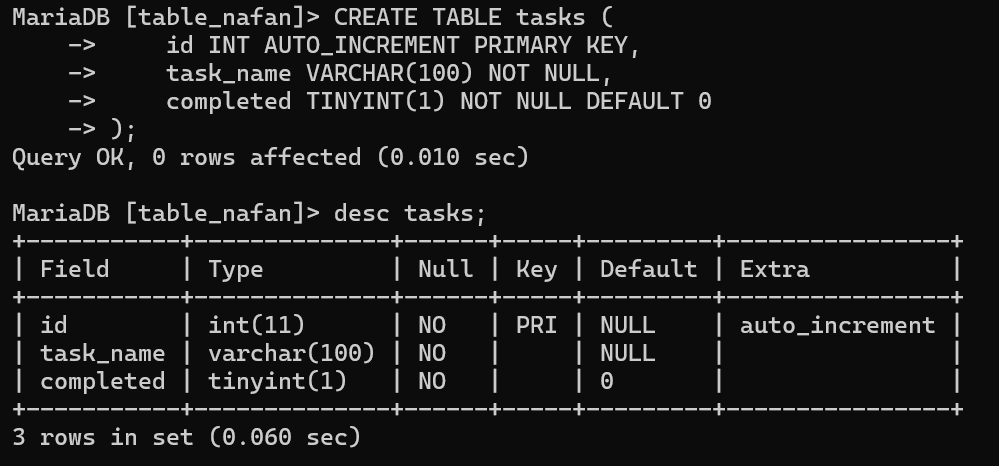 MariaDB [table_nafan]> CREATE TABLE tasks (
    ->     id INT AUTO_INCREMENT PRIMARY KEY,
    ->     task_name VARCHAR(100) NOT NULL,
    ->     completed TINYINT(1) NOT NULL DEFAULT 0
    -> );
Query OK, 0 rows affected (0.010 sec)

MariaDB [table_nafan]> desc tasks;
+-----------+--------------+------+-----+---------+----------------+
| Field     | Type         | Null | Key | Default | Extra          |
+-----------+--------------+------+-----+---------+----------------+
| id        | int(11)      | NO   | PRI | NULL    | auto_increment |
| task_name | varchar(100) | NO   |     | NULL    |                |
| completed | tinyint(1)   | NO   |     | 0       |                |
+-----------+--------------+------+-----+---------+----------------+
3 rows in set (0.060 sec)